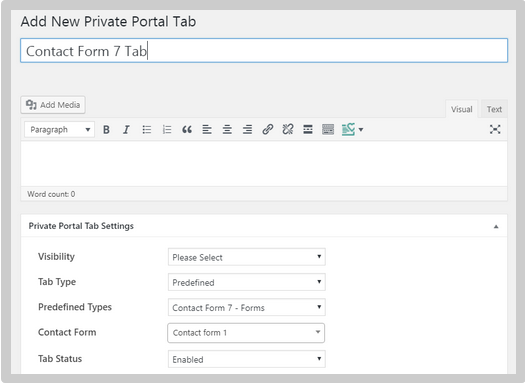 Add New Private Portal Tab
Contact Form 7 Tab
Add Media
Visual Text
Paragraph B I
Word count: 0
Private Portal Tab Settings
Visibility Please Select
Tab Type Predefined
Predefined Types Contact Form 7 - Forms
Contact Form Contact form 1
Tab Status Enabled